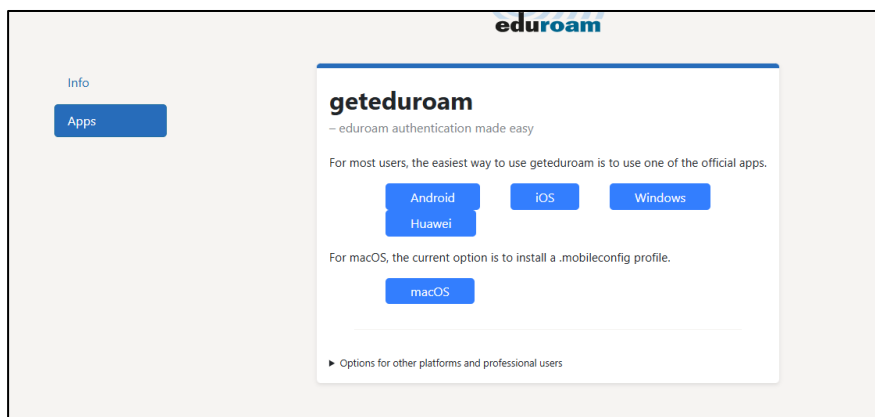 eduroam
Info
Apps
geteduroam
– eduroam authentication made easy
For most users, the easiest way to use geteduroam is to use one of the official apps.
Android iOS Windows
Huawei
For macOS, the current option is to install a .mobileconfig profile.
macOS
▶ Options for other platforms and professional users